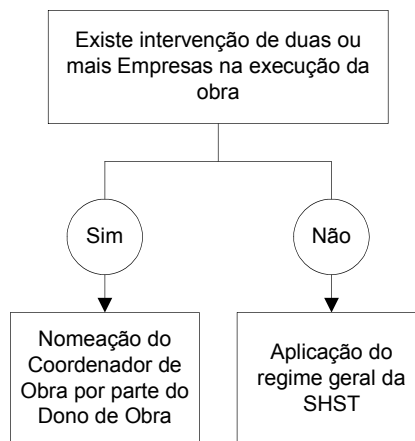 Existe intervenção de duas ou
mais Empresas na execução da
obra
Sim
Não
Nomeação do
Coordenador de
Obra por parte do
Dono de Obra
Aplicação do
regime geral da
SHST